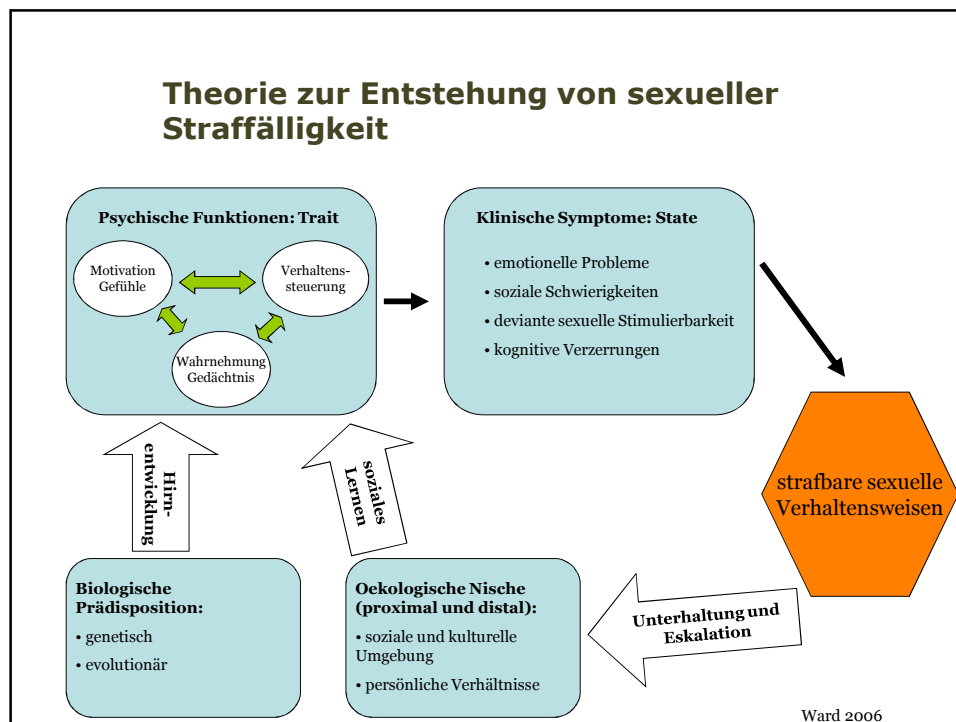 Theorie zur Entstehung von sexueller
Straffälligkeit
Psychische Funktionen: Trait
Motivation
Gefühle
Verhaltens-
steuerung
Wahrnehmung
Gedächtnis
Klinische Symptome: State
• emotionelle Probleme
• soziale Schwierigkeiten
• deviante sexuelle Stimulierbarkeit
• kognitive Verzerrungen
strafbare sexuelle
Verhaltensweisen
Hirn-
entwicklung
soziales
Lernen
Biologische
Prädisposition:
• genetisch
• evolutionär
Oekologische Nische
(proximal und distal):
• soziale und kulturelle
Umgebung
• persönliche Verhältnisse
Unterhaltung und
Eskalation
Ward 2006